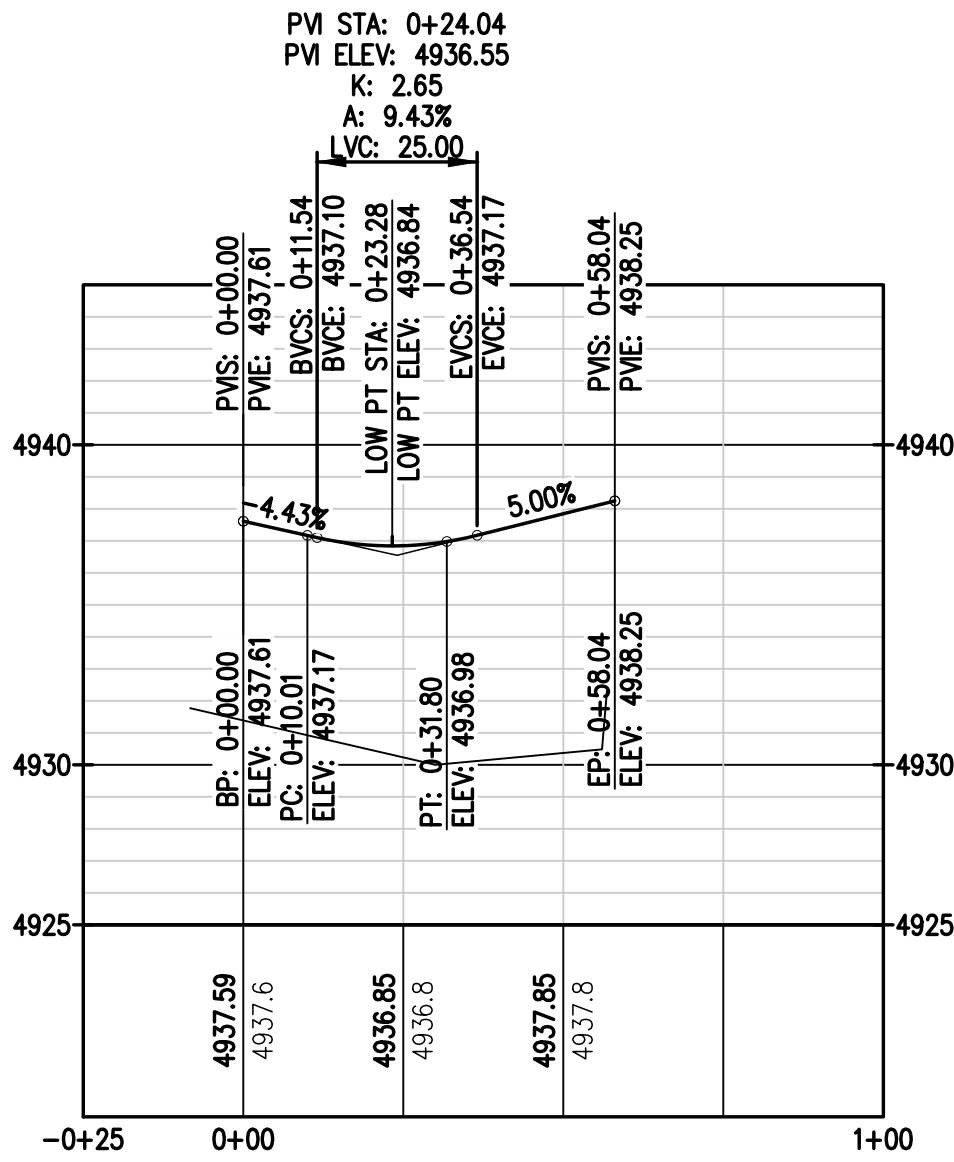 PVI STA: 0+24.04
PVI ELEV: 4936.55
K: 2.65
A: 9.43%
LVC: 25.00
PVIS: 0+00.00
PVIE: 4937.61
BVCS: 0+11.54
BVCE: 4937.10
LOW PT STA: 0+23.28
LOW PT ELEV: 4936.84
EVCS: 0+36.54
EVCE: 4937.17
PVIS: 0+58.04
PVIE: 4938.25
4940
4940
-4.43%
5.00%
BP: 0+00.00
ELEV: 4937.61
PC: 0+10.01
ELEV: 4937.17
PT: 0+31.80
ELEV: 4936.98
EP: 0+58.04
ELEV: 4938.25
4930
4930
4925
4925
4937.59
4937.6
4936.85
4936.8
4937.85
4937.8
-0+25
0+00
1+00